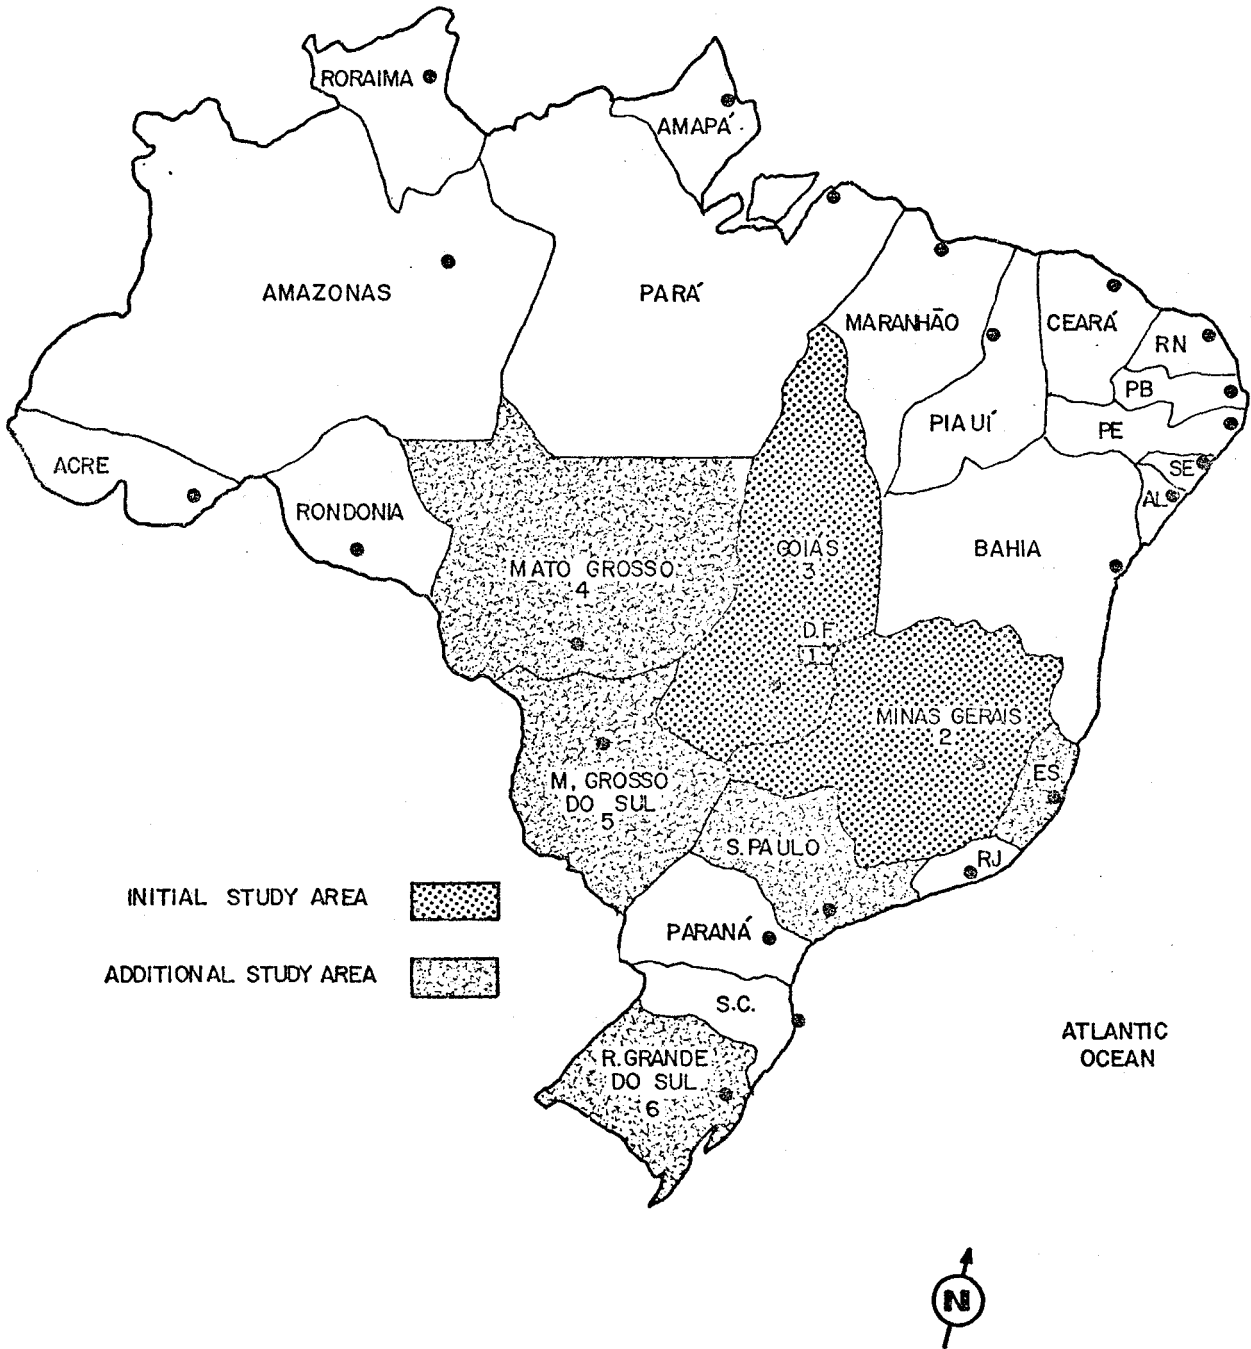 RORAIMA
AMAPÁ
AMAZONAS
PARÁ
MARANHÃO
CEARÁ
RN
PB
PIAUÍ
PE
ACRE
SE
AL
RONDONIA
MATO GROSSO
4
GOIAS
3
BAHIA
D.F.
1
MINAS GERAIS
2
M. GROSSO
DO SUL
5
ES
S. PAULO
RJ
INITIAL STUDY AREA
PARANÁ
ADDITIONAL STUDY AREA
S.C.
ATLANTIC
OCEAN
R. GRANDE
DO SUL
6
N